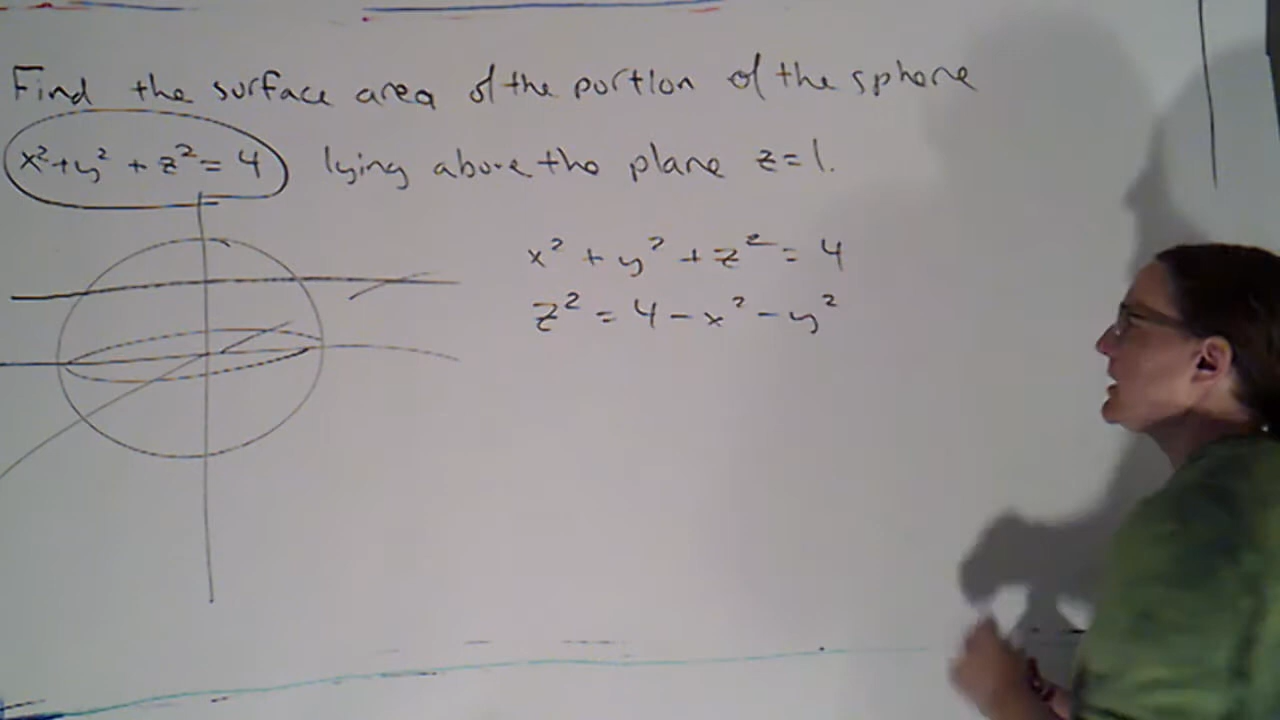 Find the surface area of the portion of the sphere
x²+y²+z²=4 lying above the plane z=1.
x²+y²+z²=4
z²=4-x²-y²